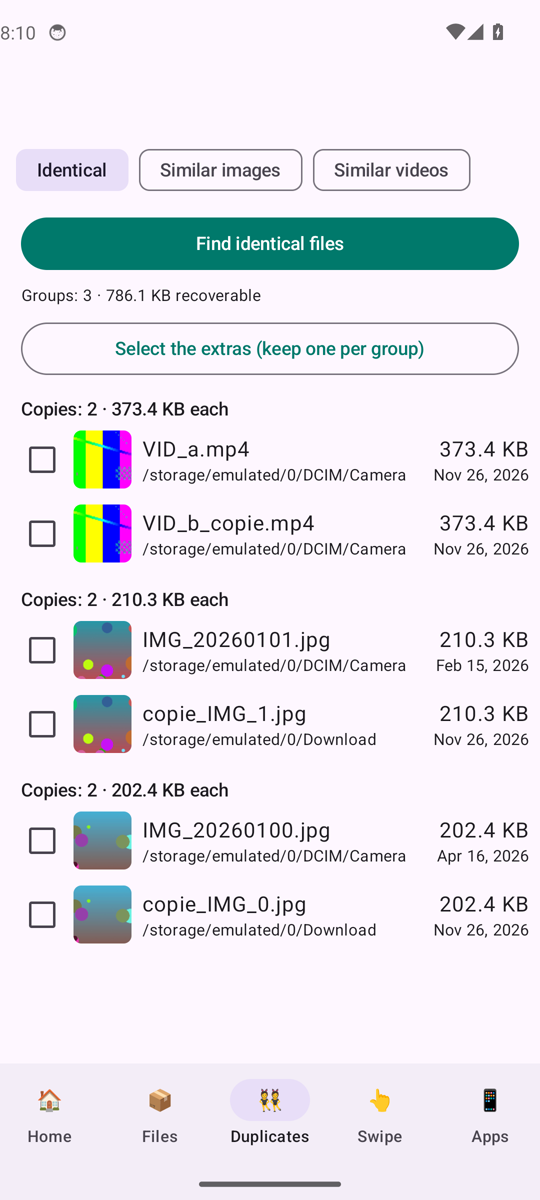 8:10
Identical
Similar images
Similar videos
Find identical files
Groups: 3 · 786.1 KB recoverable
Select the extras (keep one per group)
Copies: 2 · 373.4 KB each
VID_a.mp4 373.4 KB
/storage/emulated/0/DCIM/Camera Nov 26, 2026
VID_b_copie.mp4 373.4 KB
/storage/emulated/0/DCIM/Camera Nov 26, 2026
Copies: 2 · 210.3 KB each
IMG_20260101.jpg 210.3 KB
/storage/emulated/0/DCIM/Camera Feb 15, 2026
copie_IMG_1.jpg 210.3 KB
/storage/emulated/0/Download Nov 26, 2026
Copies: 2 · 202.4 KB each
IMG_20260100.jpg 202.4 KB
/storage/emulated/0/DCIM/Camera Apr 16, 2026
copie_IMG_0.jpg 202.4 KB
/storage/emulated/0/Download Nov 26, 2026
Home
Files
Duplicates
Swipe
Apps